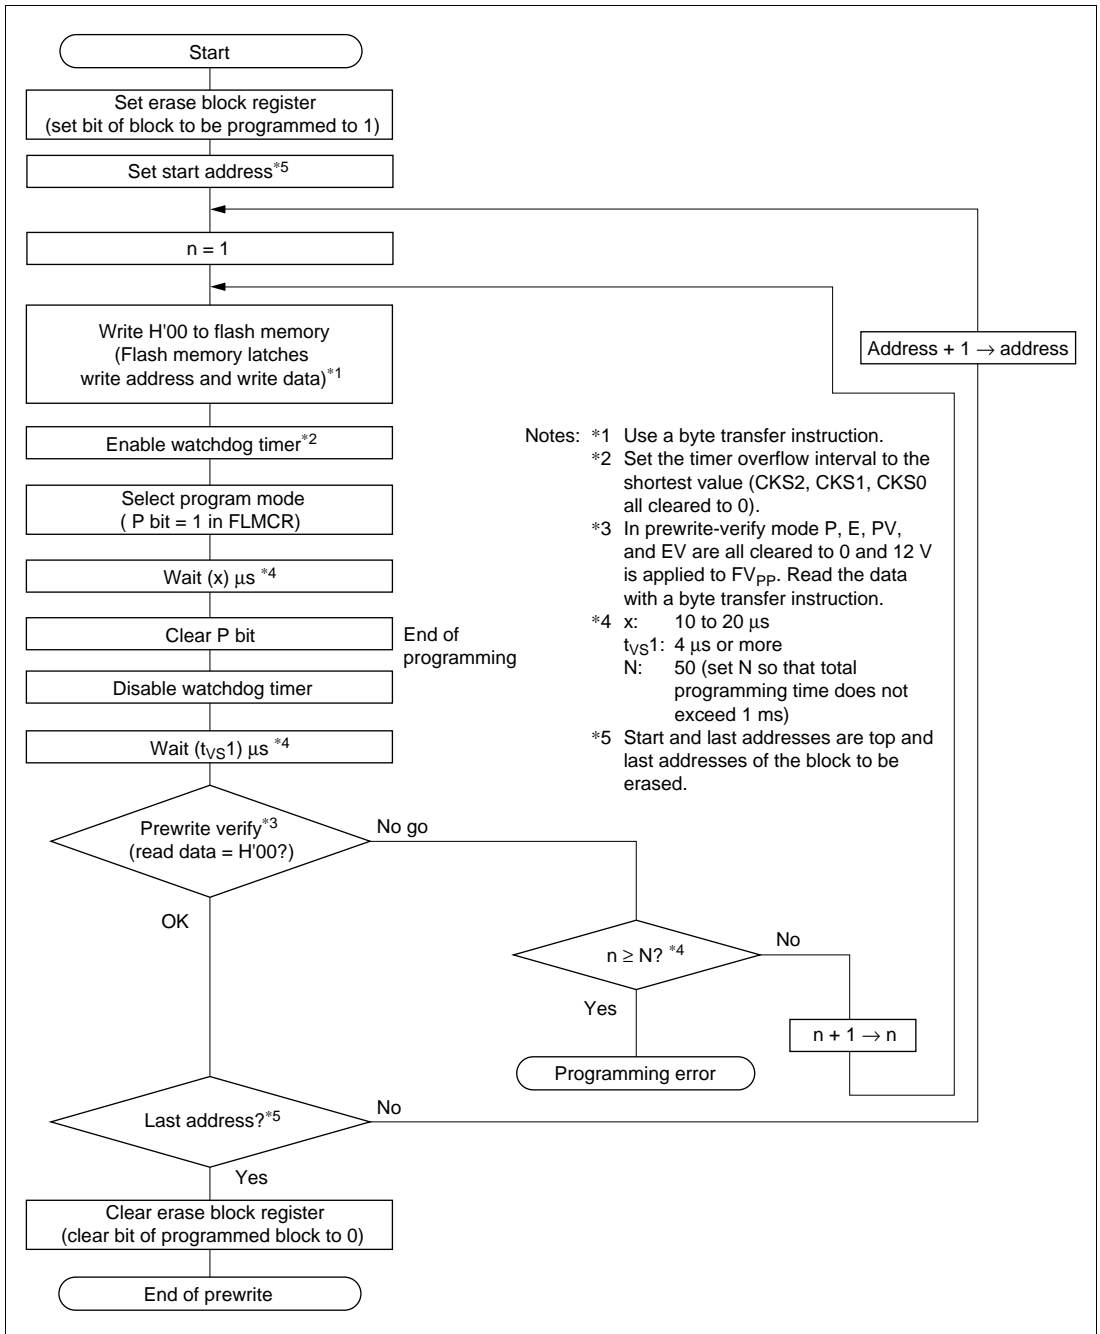 Start
Set erase block register
(set bit of block to be programmed to 1)
Set start address*5
n = 1
Write H'00 to flash memory
(Flash memory latches
write address and write data)*1
Address + 1 → address
Enable watchdog timer*2
Select program mode
( P bit = 1 in FLMCR)
Wait (x) µs *4
Clear P bit
End of
programming
Disable watchdog timer
Wait (tVS1) µs *4
Notes: *1 Use a byte transfer instruction.
*2 Set the timer overflow interval to the
shortest value (CKS2, CKS1, CKS0
all cleared to 0).
*3 In prewrite-verify mode P, E, PV,
and EV are all cleared to 0 and 12 V
is applied to FVPP. Read the data
with a byte transfer instruction.
*4 x: 10 to 20 µs
tVS1: 4 µs or more
N: 50 (set N so that total
programming time does not
exceed 1 ms)
*5 Start and last addresses are top and
last addresses of the block to be
erased.
Prewrite verify*3
(read data = H'00?)
No go
OK
n ≥ N? *4
No
Yes
n + 1 → n
Programming error
Last address?*5
No
Yes
Clear erase block register
(clear bit of programmed block to 0)
End of prewrite